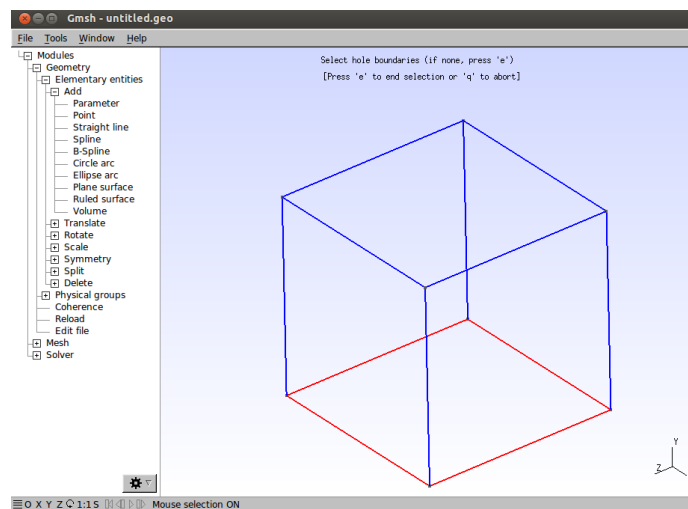 Gmsh - untitled.geo
File Tools Window Help
Modules
Geometry
Elementary entities
Add
Parameter
Point
Straight line
Spline
B-Spline
Circle arc
Ellipse arc
Plane surface
Ruled surface
Volume
Translate
Rotate
Scale
Symmetry
Split
Delete
Physical groups
Coherence
Reload
Edit file
Mesh
Solver
Select hole boundaries (if none, press 'e')
[Press 'e' to end selection or 'q' to abort]
Y
Z
O X Y Z 1:1 S Mouse selection ON